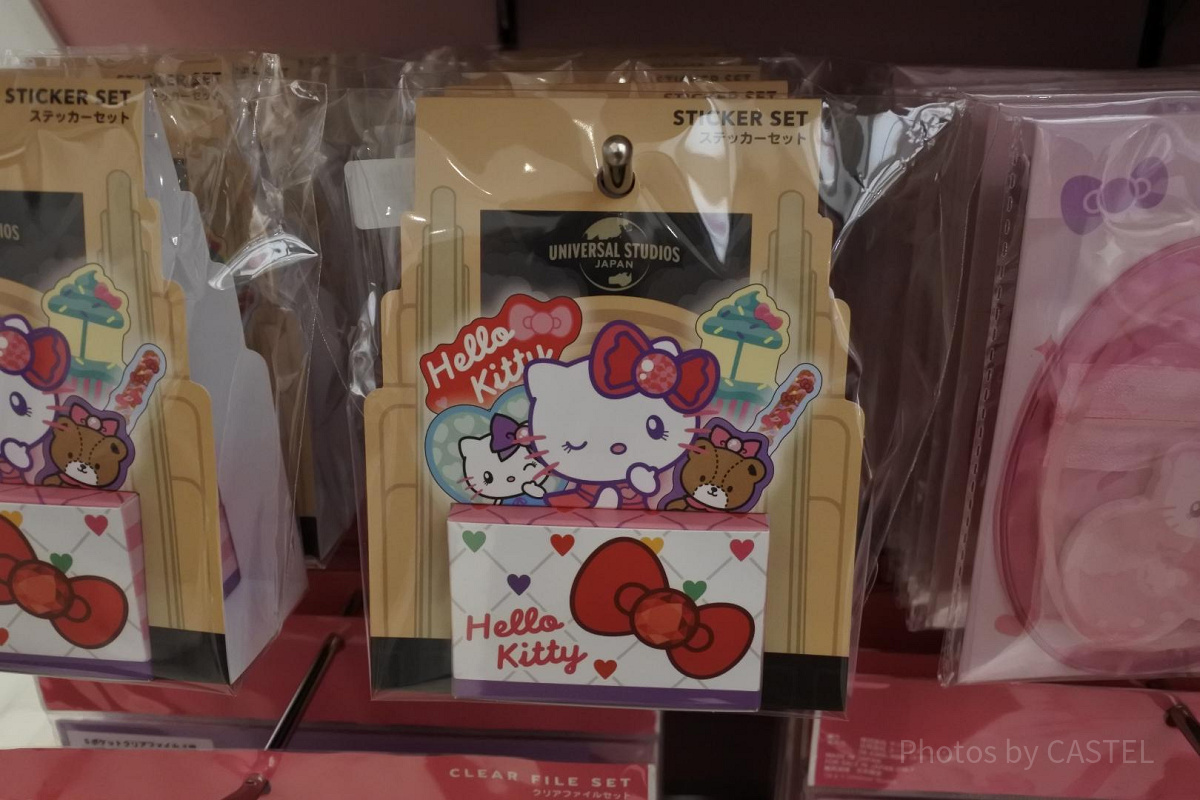 STICKER SET
ステッカーセット
STICKER SET
STICKER SET
ステッカーセット
UNIVERSAL STUDIOS
JAPAN
Hello
Kitty
Hello
Kitty
CLEAR FILE SET
クリアファイルセット
Photos by CASTEL